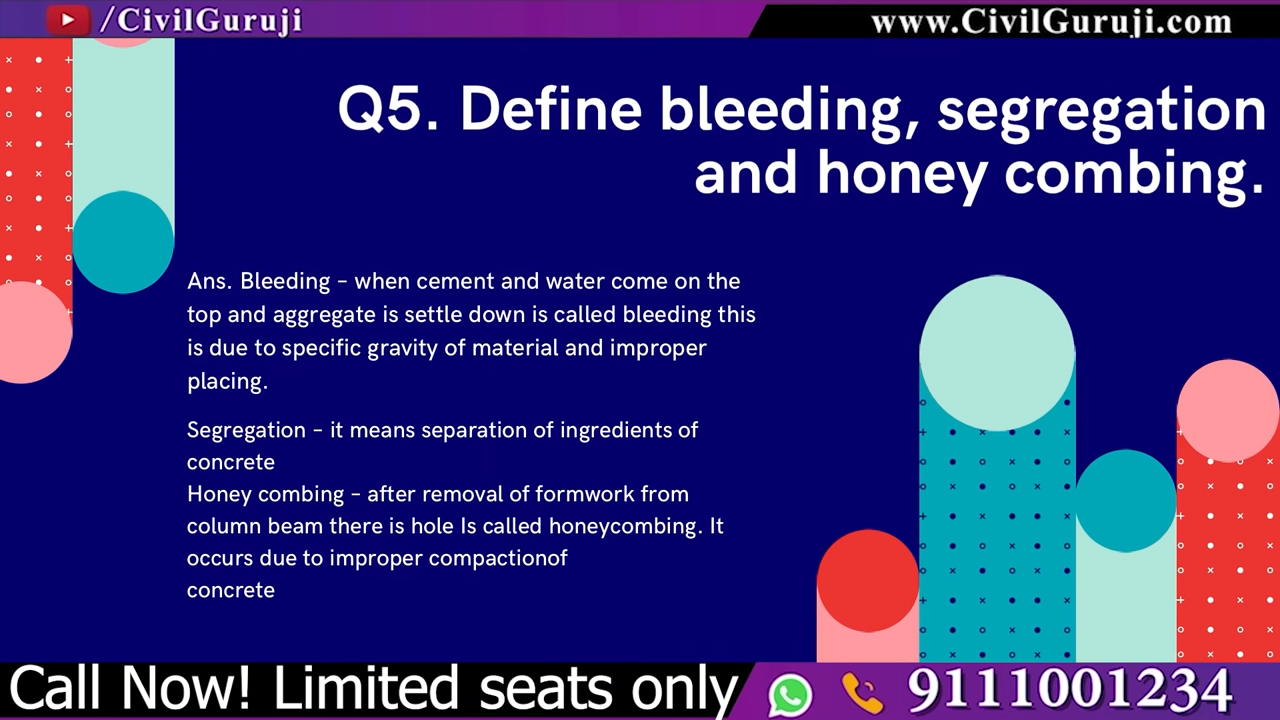 /CivilGuruji
www.CivilGuruji.com
Q5. Define bleeding, segregation
and honey combing.
Ans. Bleeding – when cement and water come on the
top and aggregate is settle down is called bleeding this
is due to specific gravity of material and improper
placing.
Segregation – it means separation of ingredients of
concrete
Honey combing – after removal of formwork from
column beam there is hole Is called honeycombing. It
occurs due to improper compactionof
concrete
Call Now! Limited seats only
9111001234